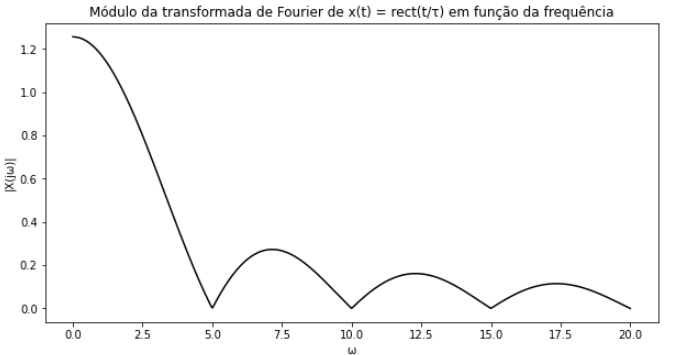 Módulo da transformada de Fourier de x(t) = rect(t/τ) em função da frequência
1.2
1.0
0.8
0.6
0.4
0.2
0.0
|X(jω)|
0.0 2.5 5.0 7.5 10.0 12.5 15.0 17.5 20.0
ω